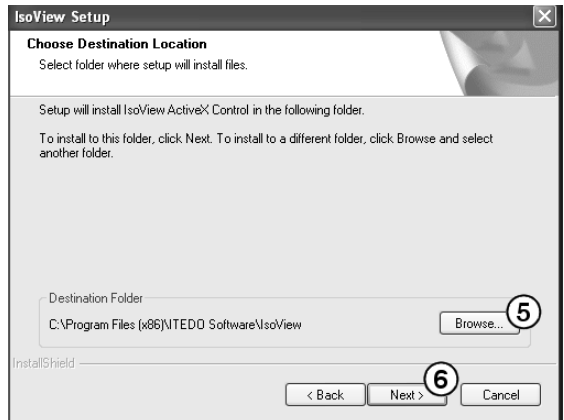 IsoView Setup
Choose Destination Location
Select folder where setup will install files.
Setup will install IsoView ActiveX Control in the following folder.
To install to this folder, click Next. To install to a different folder, click Browse and select
another folder.
Destination Folder
C:\Program Files (x86)\ITEDO Software\IsoView
Browse...
5
InstallShield
< Back
Next >
6
Cancel